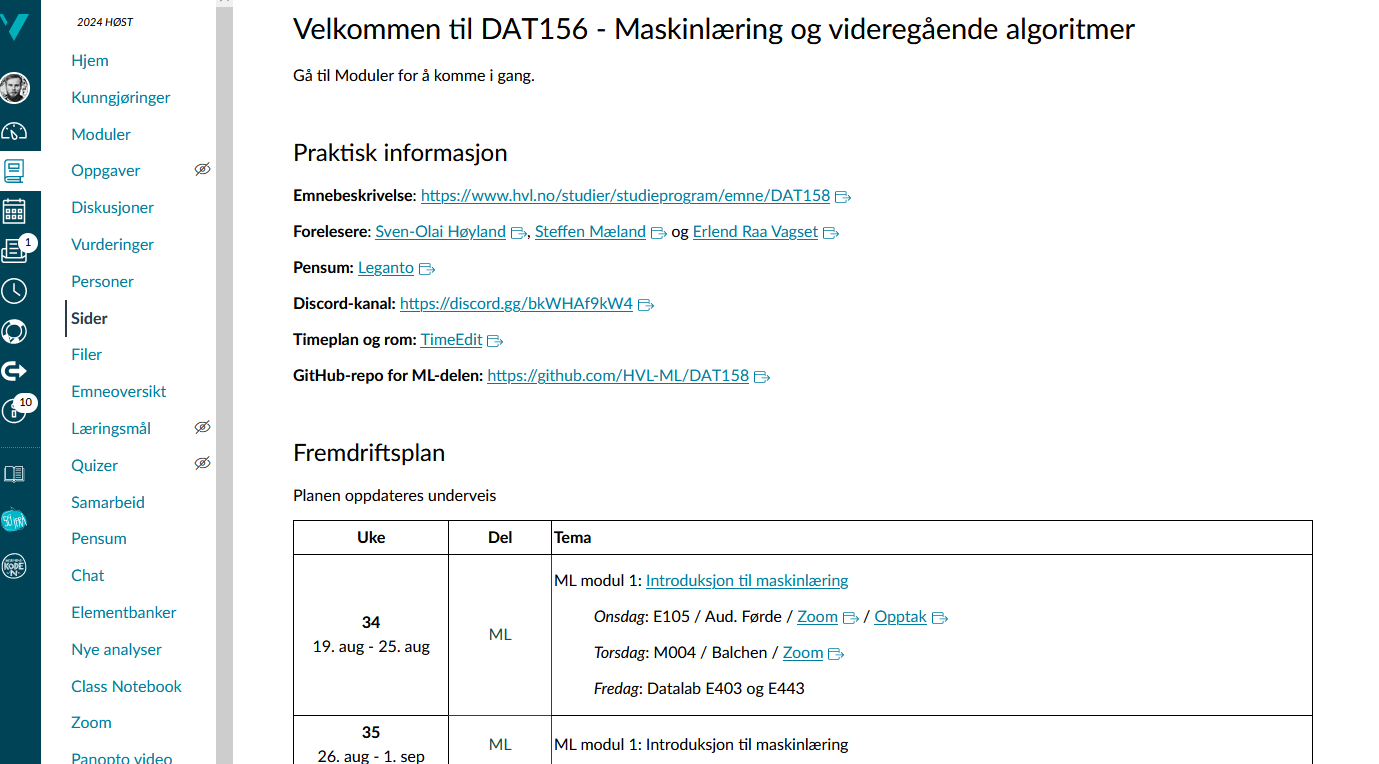 2024 HØST
Hjem
Kunngjøringer
Moduler
Oppgaver
Diskusjoner
Vurderinger
Personer
Sider
Filer
Emneoversikt
Læringsmål
Quizer
Samarbeid
Pensum
Chat
Elementbanker
Nye analyser
Class Notebook
Zoom
Panopto video
1
10
Velkommen til DAT156 - Maskinlæring og videregående algoritmer
Gå til Moduler for å komme i gang.
Praktisk informasjon
Emnebeskrivelse: https://www.hvl.no/studier/studieprogram/emne/DAT158
Forelesere: Sven-Olai Høyland, Steffen Mæland og Erlend Raa Vagset
Pensum: Leganto
Discord-kanal: https://discord.gg/bkWHAf9kW4
Timeplan og rom: TimeEdit
GitHub-repo for ML-delen: https://github.com/HVL-ML/DAT158
Fremdriftsplan
Planen oppdateres underveis
Uke Del Tema
34
19. aug - 25. aug
ML
ML modul 1: Introduksjon til maskinlæring
Onsdag: E105 / Aud. Førde / Zoom / Opptak
Torsdag: M004 / Balchen / Zoom
Fredag: Datalab E403 og E443
35
26. aug - 1. sep
ML
ML modul 1: Introduksjon til maskinlæring